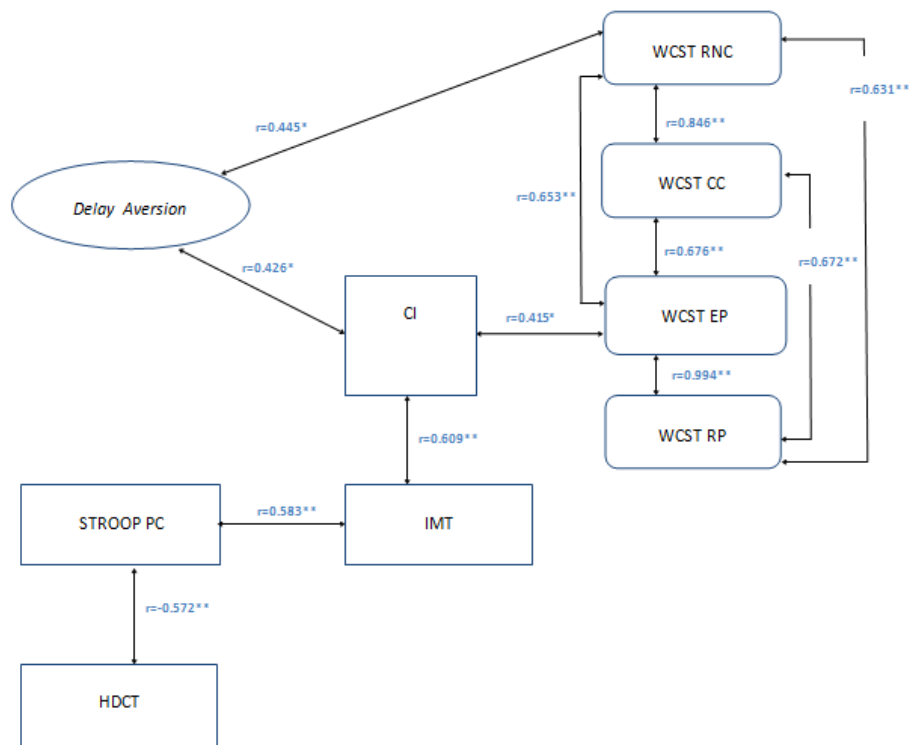 WCST RNC
r=0.631**
r=0.445*
r=0.846**
WCST CC
r=0.653**
Delay Aversion
r=0.676**
r=0.672**
r=0.426*
CI
r=0.415*
WCST EP
r=0.994**
WCST RP
r=0.609**
STROOP PC
r=0.583**
IMT
r=-0.572**
HDCT